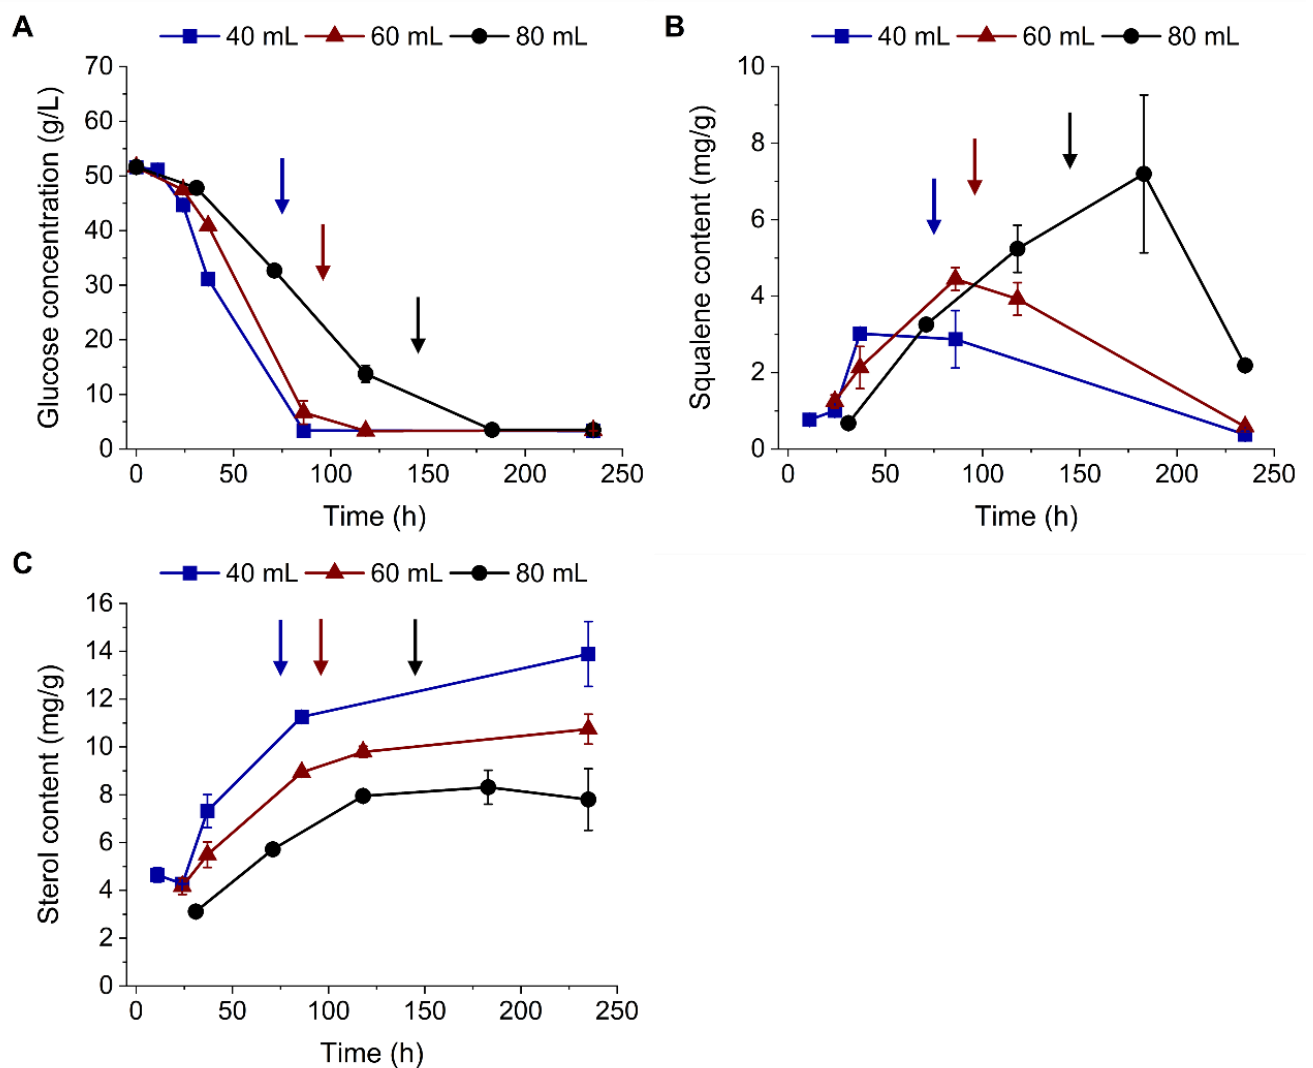 A
40 mL 60 mL 80 mL
70
60
50
40
30
20
10
0
Glucose concentration (g/L)
0 50 100 150 200 250
Time (h)
B
40 mL 60 mL 80 mL
10
8
6
4
2
0
Squalene content (mg/g)
0 50 100 150 200 250
Time (h)
C
40 mL 60 mL 80 mL
16
14
12
10
8
6
4
2
0
Sterol content (mg/g)
0 50 100 150 200 250
Time (h)